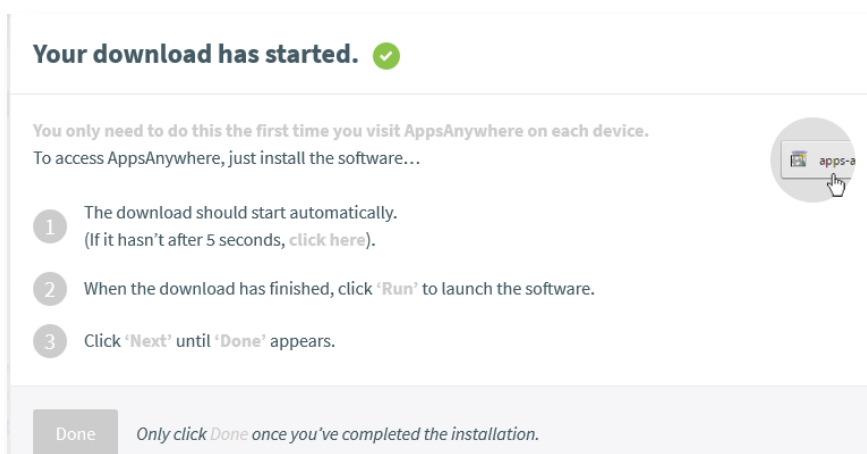 Your download has started.
You only need to do this the first time you visit AppsAnywhere on each device.
To access AppsAnywhere, just install the software…
apps-a
1 The download should start automatically.
(If it hasn’t after 5 seconds, click here).
2 When the download has finished, click ‘Run’ to launch the software.
3 Click ‘Next’ until ‘Done’ appears.
Done Only click Done once you’ve completed the installation.